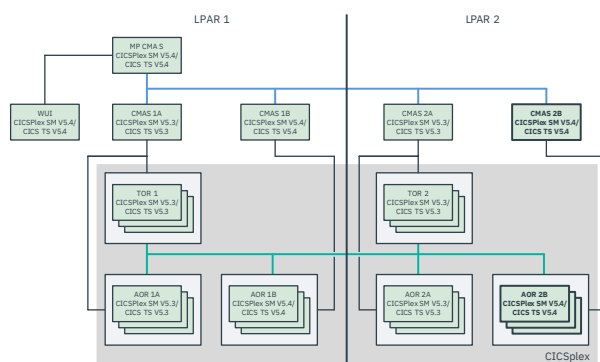 LPAR 1
LPAR 2
MP CMAS
CICSPlex SM V5.4/
CICS TS V5.4
WUI
CICSPlex SM V5.4/
CICS TS V5.4
CMAS 1A
CICSPlex SM V5.3/
CICS TS V5.3
CMAS 1B
CICSPlex SM V5.4/
CICS TS V5.4
CMAS 2A
CICSPlex SM V5.3/
CICS TS V5.3
CMAS 2B
CICSPlex SM V5.4/
CICS TS V5.4
TOR 1
CICSPlex SM V5.3/
CICS TS V5.3
TOR 2
CICSPlex SM V5.3/
CICS TS V5.3
AOR 1A
CICSPlex SM V5.3/
CICS TS V5.3
AOR 1B
CICSPlex SM V5.4/
CICS TS V5.4
AOR 2A
CICSPlex SM V5.3/
CICS TS V5.3
AOR 2B
CICSPlex SM V5.4/
CICS TS V5.4
CICSplex